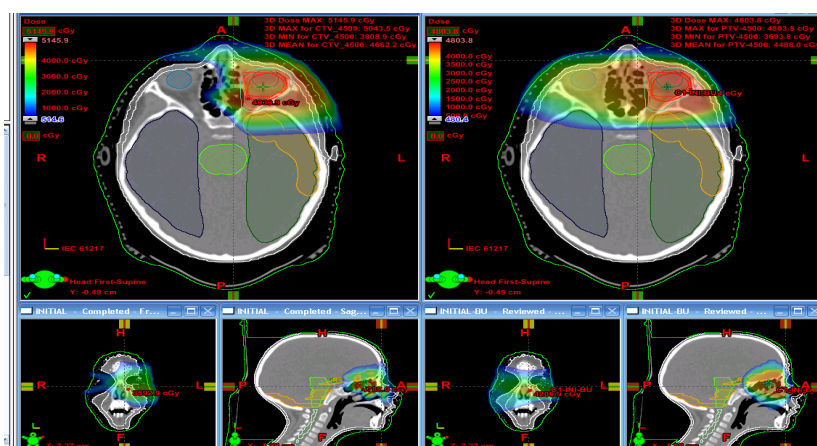 Dose
5145.9 cGy
5145.9
4000.0 cGy
3000.0 cGy
2000.0 cGy
1000.0 cGy
514.6
0.0 cGy
A
3D Dose MAX: 5145.9 cGy
3D MAX for CTV_4500: 5043.5 cGy
3D MIN for CTV_4500: 3808.9 cGy
3D MEAN for CTV_4500: 4662.2 cGy
R
L
IEC 61217
Head First-Supine
Y: -0.49 cm
P
Dose
4803.8 cGy
4803.8
4000.0 cGy
3500.0 cGy
3000.0 cGy
2500.0 cGy
2000.0 cGy
1500.0 cGy
1000.0 cGy
480.4
0.0 cGy
A
3D Dose MAX: 4803.8 cGy
3D MAX for PTV-4500: 4803.8 cGy
3D MIN for PTV-4500: 3693.8 cGy
3D MEAN for PTV-4500: 4486.0 cGy
R
L
IEC 61217
Head First-Supine
Y: -0.49 cm
P
INITIAL - Completed - Fr...
H
R
L
F
INITIAL - Completed - Sag...
H
P
A
F
INITIAL-BU - Reviewed - ...
H
R
L
F
INITIAL-BU - Reviewed - ...
H
P
A
F